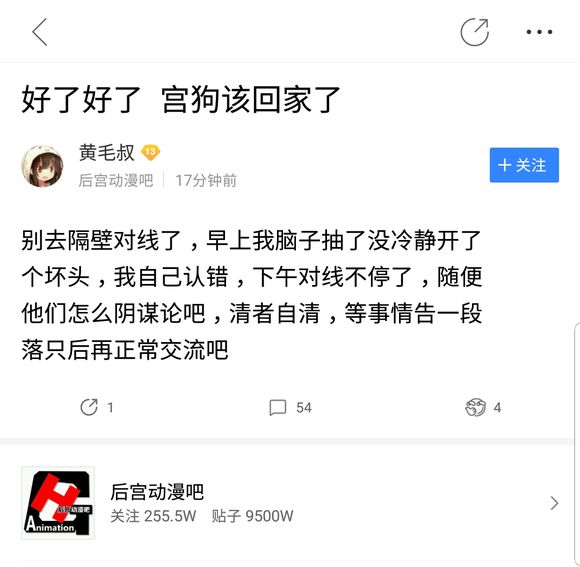 好了好了 宫狗该回家了
黄毛叔 13
后宫动漫吧 | 17分钟前
+ 关注
别去隔壁对线了，早上我脑子抽了没冷静开了
个坏头，我自己认错，下午对线不停了，随便
他们怎么阴谋论吧，清者自清，等事情告一段
落只后再正常交流吧
1
54
4
后宫动漫吧
Animation
后宫动漫吧
关注 255.5W 贴子 9500W